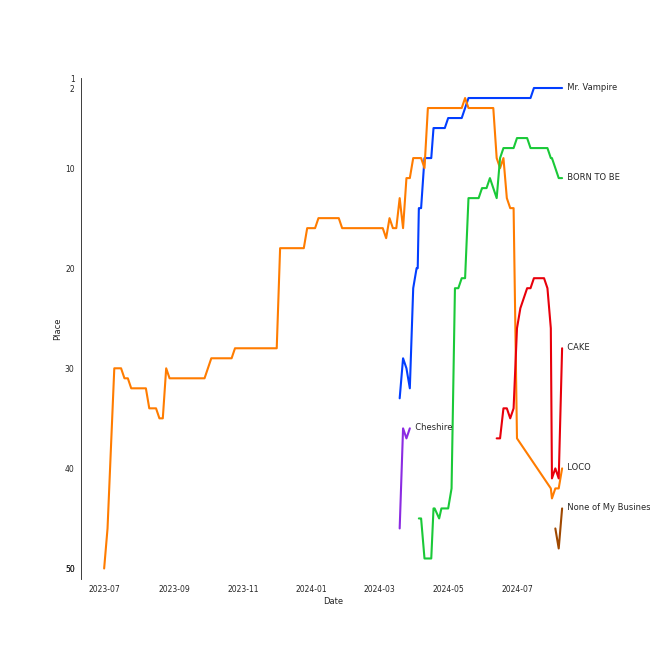 1
2
Mr. Vampire
10
BORN TO BE
20
Place
30
CAKE
Cheshire
40
LOCO
None of My Busines
50
2023-07 2023-09 2023-11 2024-01 2024-03 2024-05 2024-07
Date